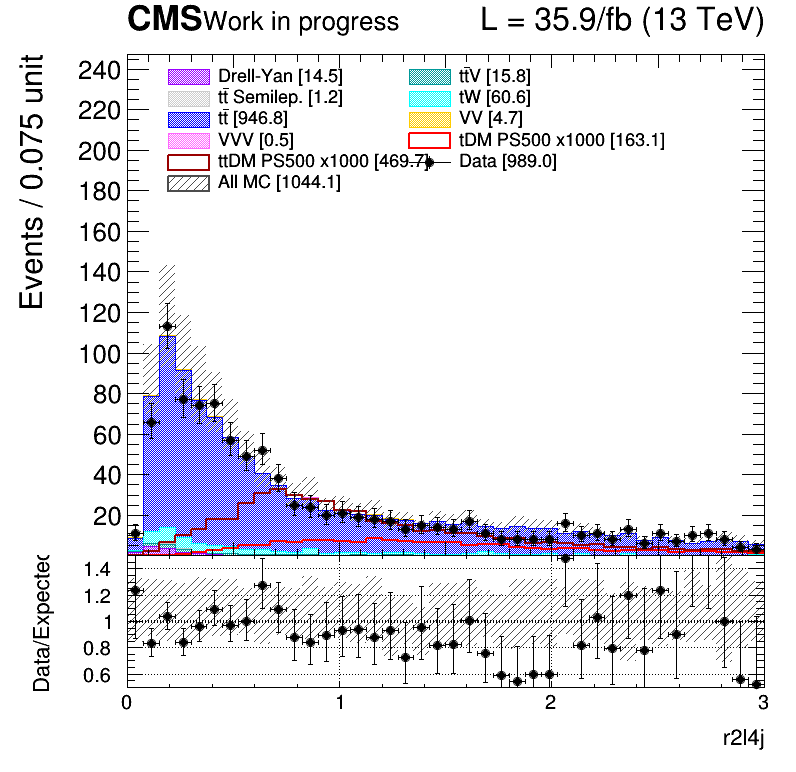 CMS Work in progress L = 35.9/fb (13 TeV)
Events / 0.075 unit
240
220
200
180
160
140
120
100
80
60
40
20
Drell-Yan [14.5]
tt̄V [15.8]
tt̄ Semilep. [1.2]
tW [60.6]
tt̄ [946.8]
VV [4.7]
VVV [0.5]
tDM PS500 x1000 [163.1]
ttDM PS500 x1000 [469.7]
Data [989.0]
All MC [1044.1]
Data/Expected
1.4
1.2
1
0.8
0.6
0 1 2 3
r2l4j